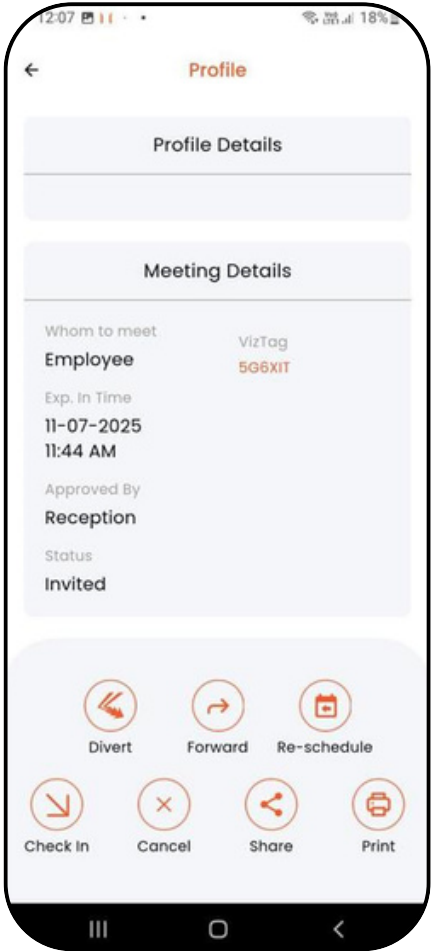 12:07 18%
Profile
Profile Details
Meeting Details
Whom to meet
Employee
VizTag
5G6XIT
Exp. In Time
11-07-2025
11:44 AM
Approved By
Reception
Status
Invited
Divert Forward Re-schedule
Check In Cancel Share Print